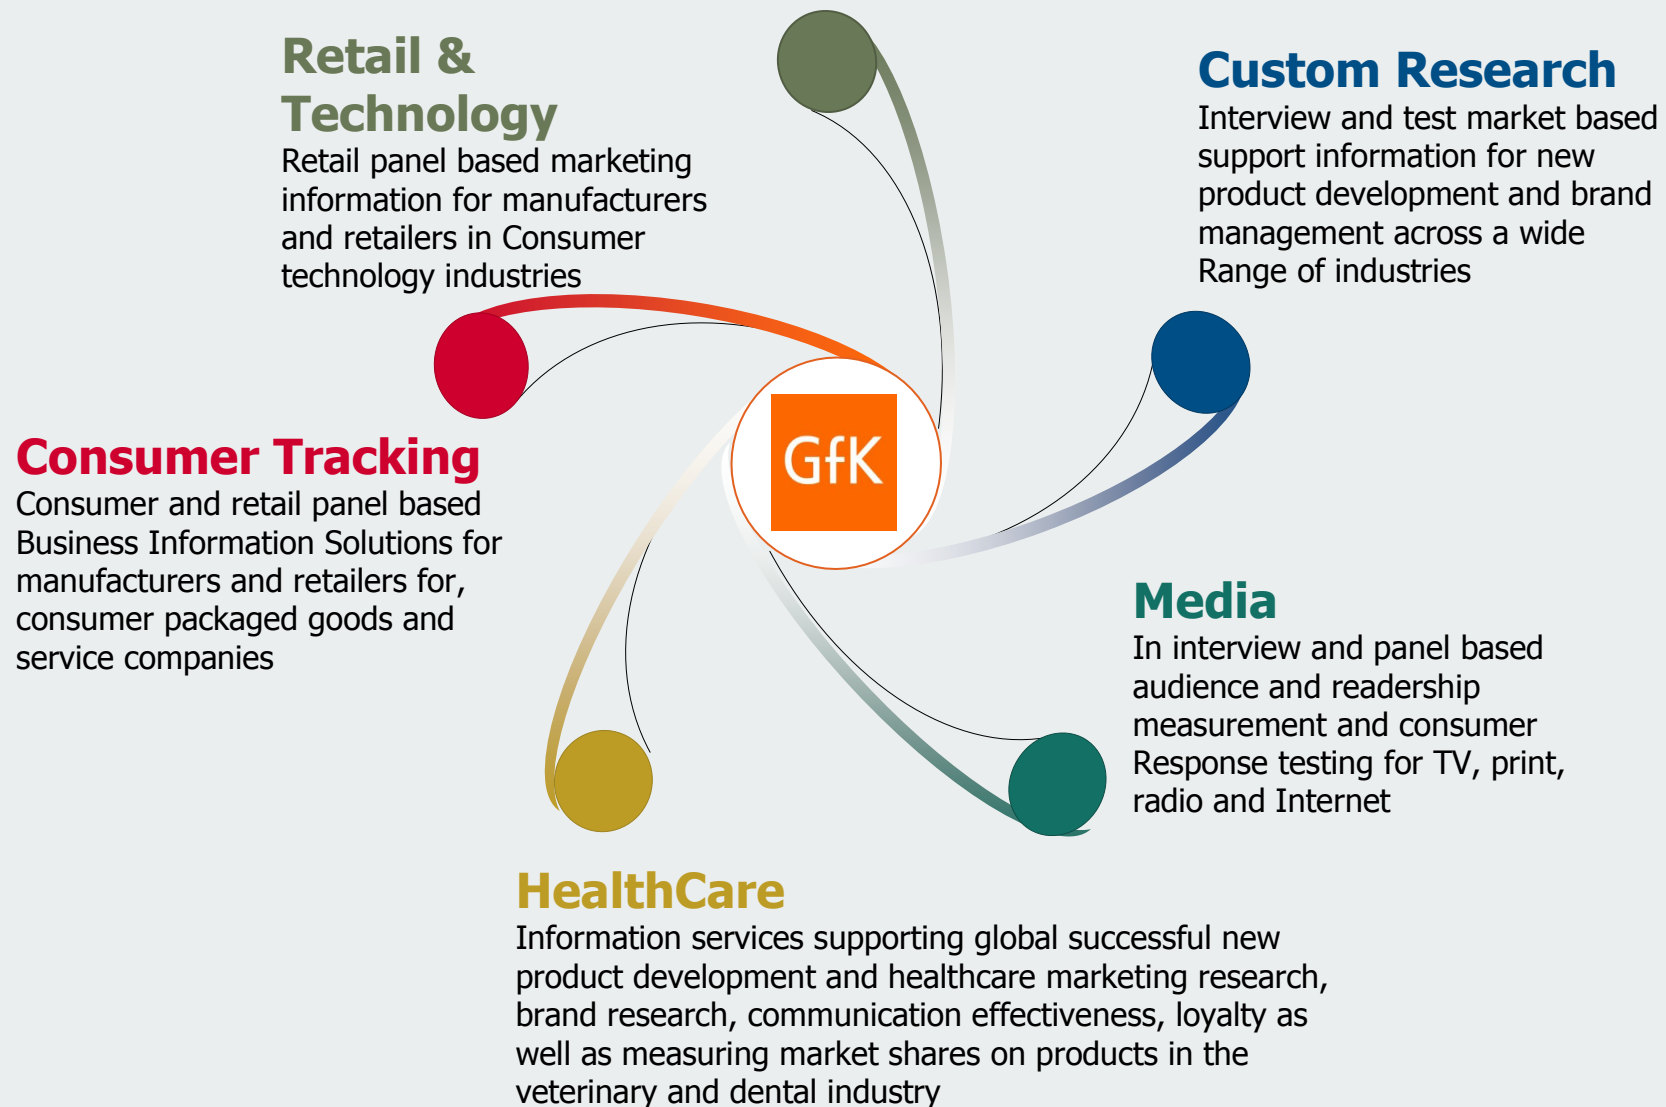 Retail &
Technology
Retail panel based marketing
information for manufacturers
and retailers in Consumer
technology industries
Custom Research
Interview and test market based
support information for new
product development and brand
management across a wide
Range of industries
GfK
Consumer Tracking
Consumer and retail panel based
Business Information Solutions for
manufacturers and retailers for,
consumer packaged goods and
service companies
Media
In interview and panel based
audience and readership
measurement and consumer
Response testing for TV, print,
radio and Internet
HealthCare
Information services supporting global successful new
product development and healthcare marketing research,
brand research, communication effectiveness, loyalty as
well as measuring market shares on products in the
veterinary and dental industry